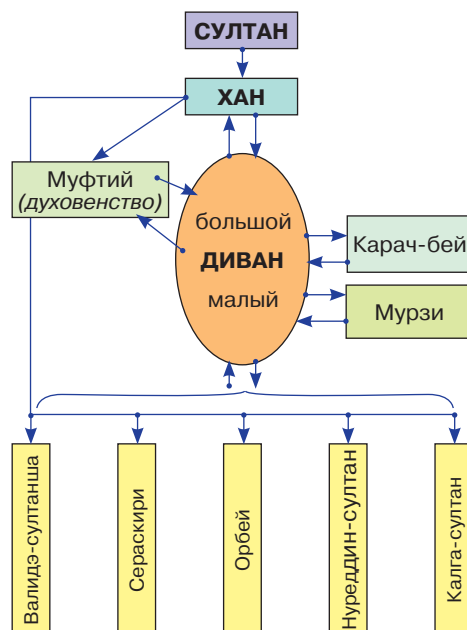 СУЛТАН
ХАН
Муфтий
(духовенство)
большой
ДИВАН
малый
Карач-бей
Мурзи
Валидэ-султанша
Сераскири
Орбей
Нуреддин-султан
Калга-султан